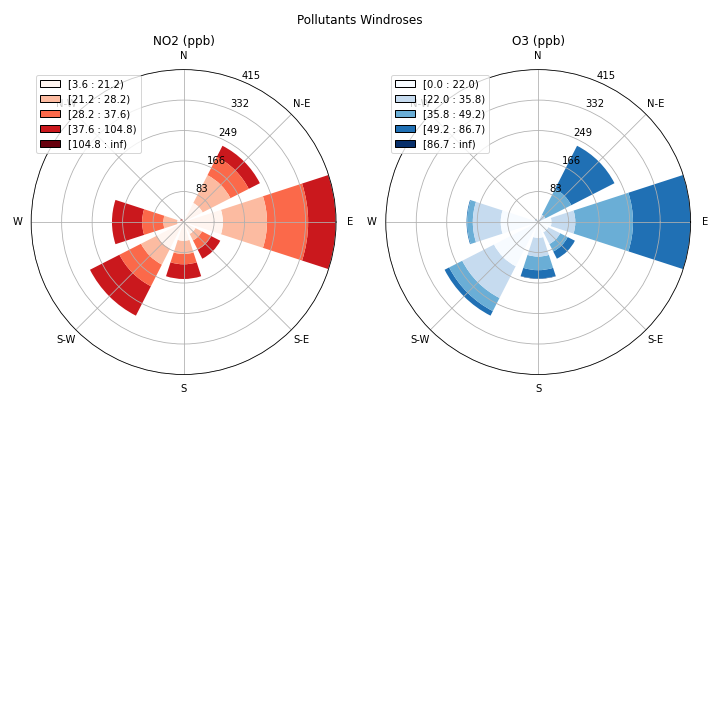 Pollutants Windroses
NO2 (ppb)
N
415
332
N-E
249
166
83
[3.6 : 21.2)
[21.2 : 28.2)
[28.2 : 37.6)
[37.6 : 104.8)
[104.8 : inf)
W
E
S-W
S-E
S
O3 (ppb)
N
415
332
N-E
249
166
83
[0.0 : 22.0)
[22.0 : 35.8)
[35.8 : 49.2)
[49.2 : 86.7)
[86.7 : inf)
W
E
S-W
S-E
S